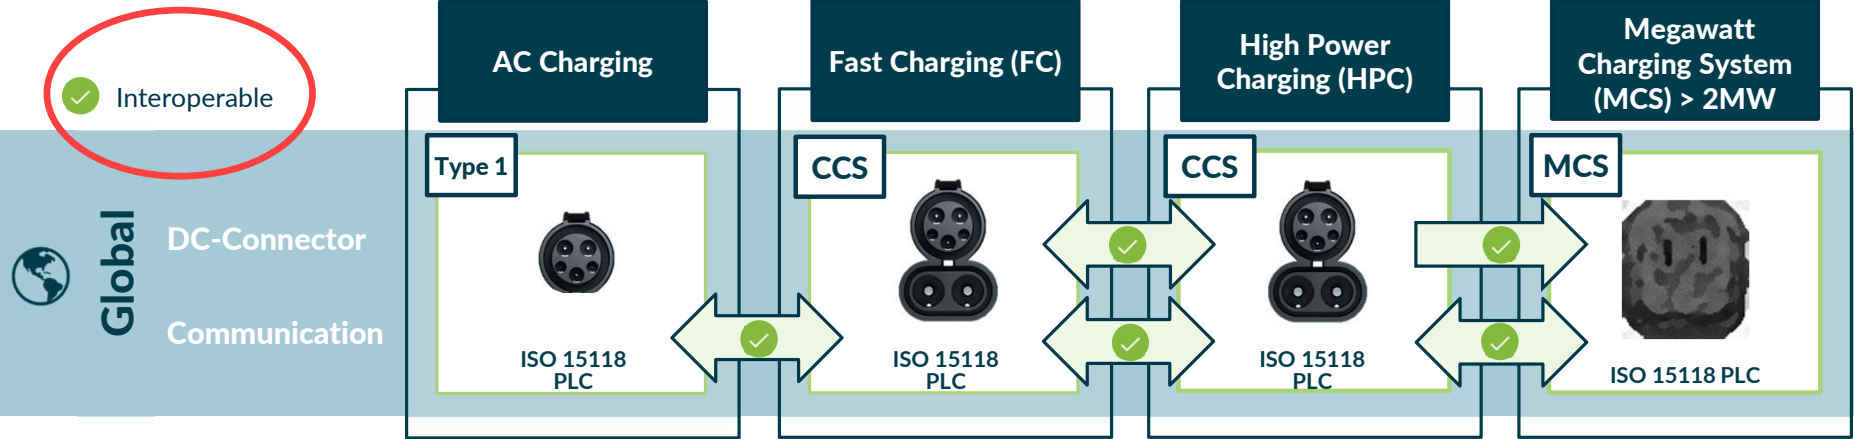 Interoperable
AC Charging
Fast Charging (FC)
High Power
Charging (HPC)
Megawatt
Charging System
(MCS) > 2MW
Global
DC-Connector
Communication
Type 1
ISO 15118
PLC
CCS
ISO 15118
PLC
CCS
ISO 15118
PLC
MCS
ISO 15118 PLC